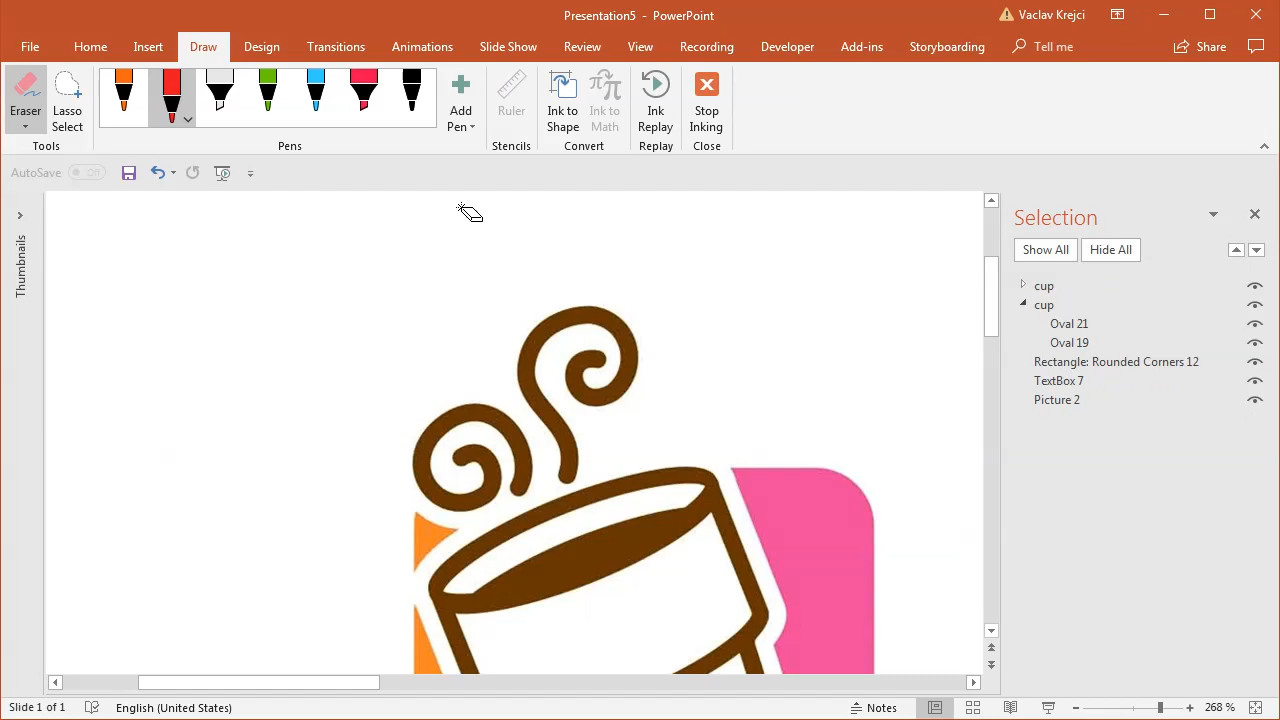 Presentation5 - PowerPoint
Vaclav Krejci
File Home Insert Draw Design Transitions Animations Slide Show Review View Recording Developer Add-ins Storyboarding Tell me Share
Eraser
Lasso Select
Add Pen
Ruler
Ink to Shape
Ink to Math
Ink Replay
Stop Inking
Tools Pens Stencils Convert Replay Close
AutoSave Off
Thumbnails
Selection
Show All Hide All
cup
cup
Oval 21
Oval 19
Rectangle: Rounded Corners 12
TextBox 7
Picture 2
Slide 1 of 1 English (United States) Notes 268 %